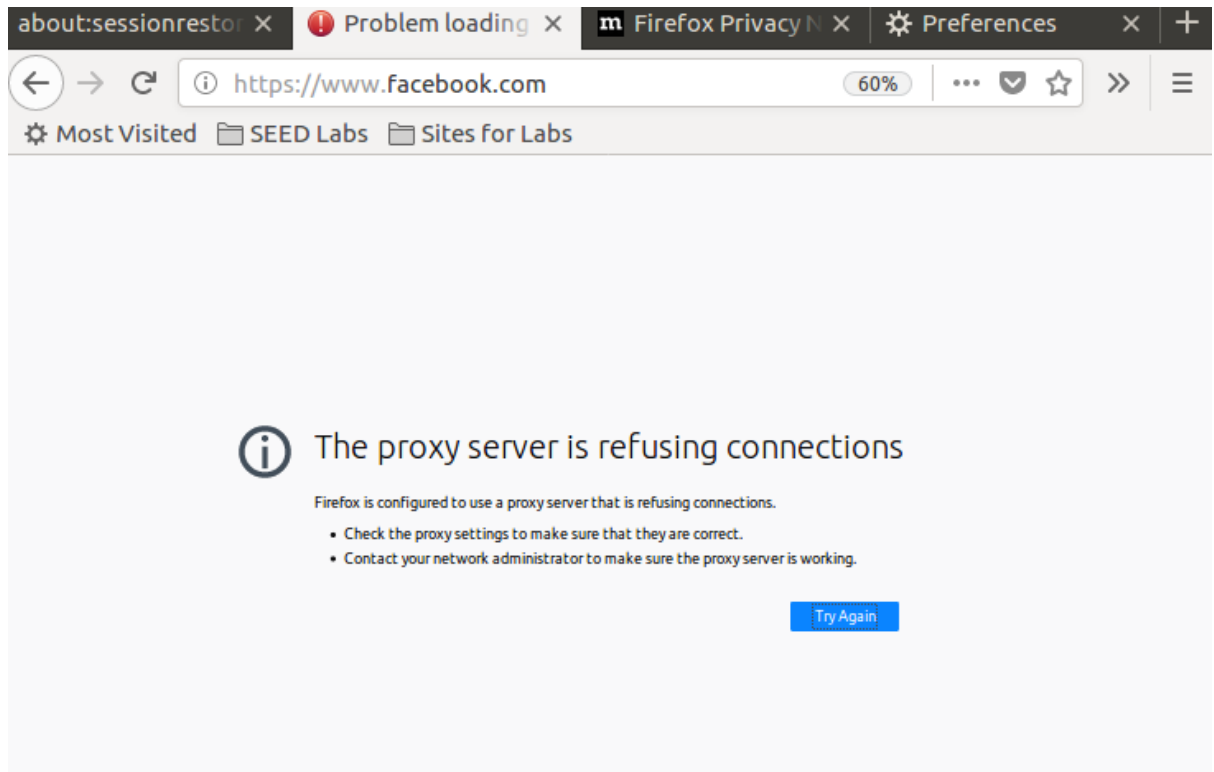 about:sessionrestor Problem loading m Firefox Privacy N Preferences
https://www.facebook.com 60%
Most Visited SEED Labs Sites for Labs
The proxy server is refusing connections
Firefox is configured to use a proxy server that is refusing connections.
• Check the proxy settings to make sure that they are correct.
• Contact your network administrator to make sure the proxy server is working.
Try Again